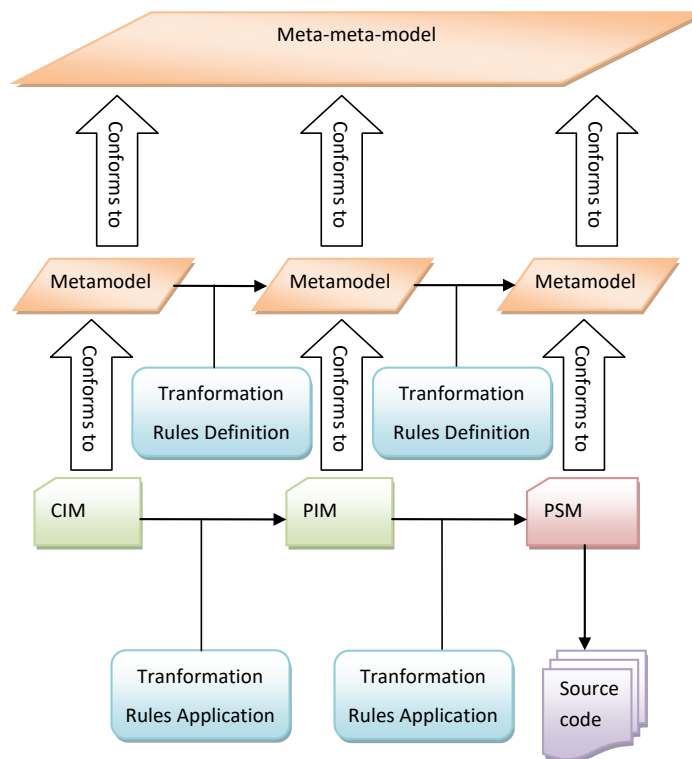 Meta-meta-model
Conforms to
Conforms to
Conforms to
Metamodel
Metamodel
Metamodel
Conforms to
Conforms to
Conforms to
Tranformation
Rules Definition
Tranformation
Rules Definition
CIM
PIM
PSM
Tranformation
Rules Application
Tranformation
Rules Application
Source
code